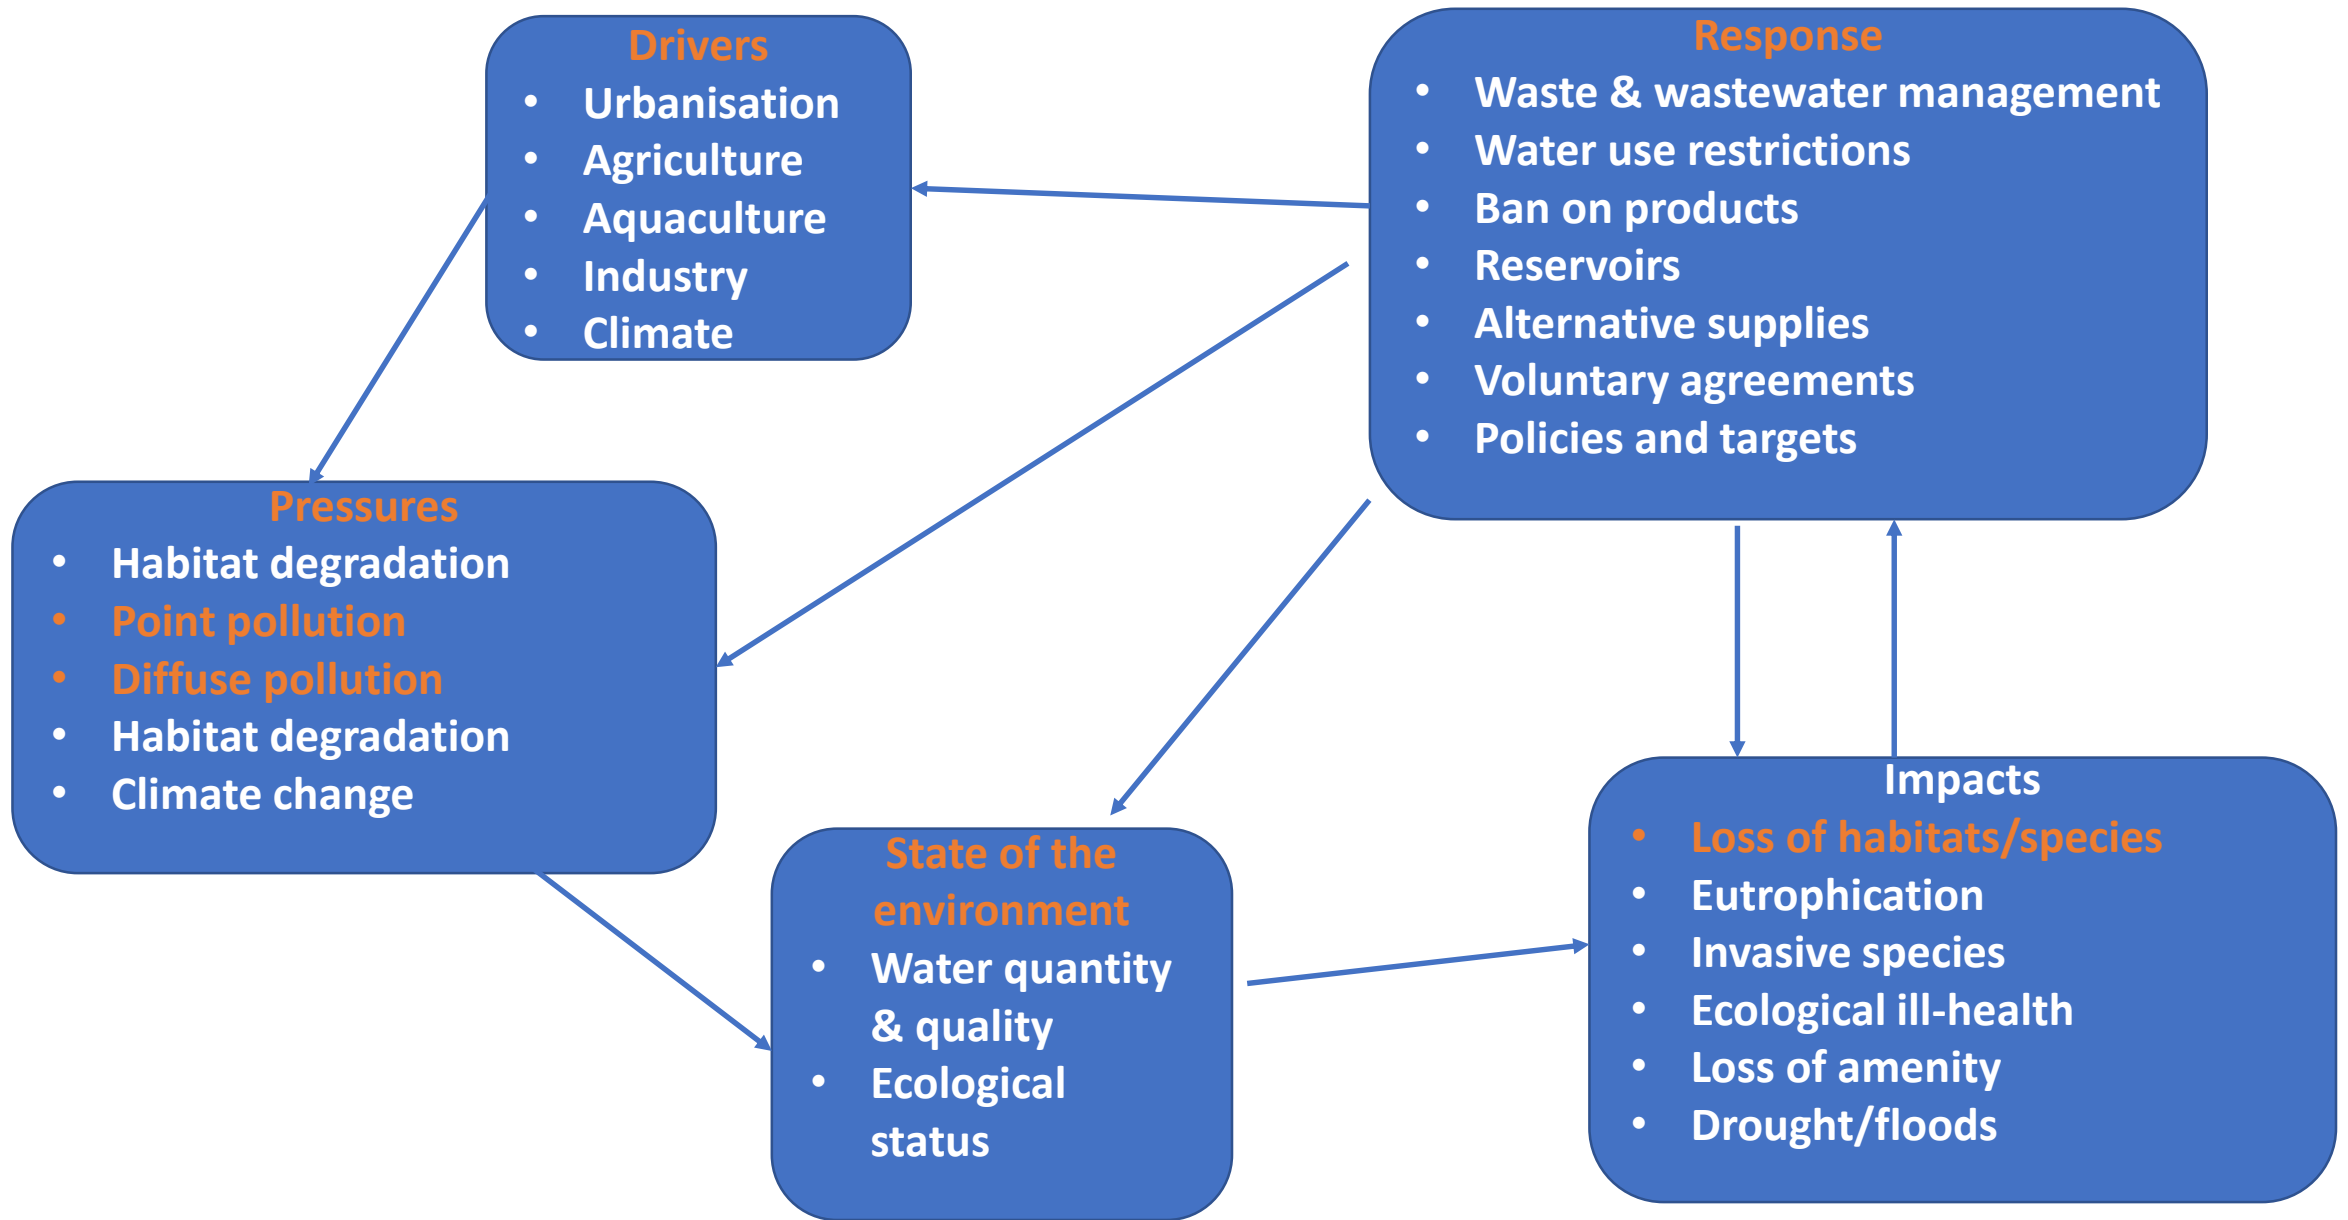 Drivers
• Urbanisation
• Agriculture
• Aquaculture
• Industry
• Climate
Response
• Waste & wastewater management
• Water use restrictions
• Ban on products
• Reservoirs
• Alternative supplies
• Voluntary agreements
• Policies and targets
Pressures
• Habitat degradation
• Point pollution
• Diffuse pollution
• Habitat degradation
• Climate change
State of the
environment
• Water quantity
& quality
• Ecological
status
Impacts
• Loss of habitats/species
• Eutrophication
• Invasive species
• Ecological ill-health
• Loss of amenity
• Drought/floods